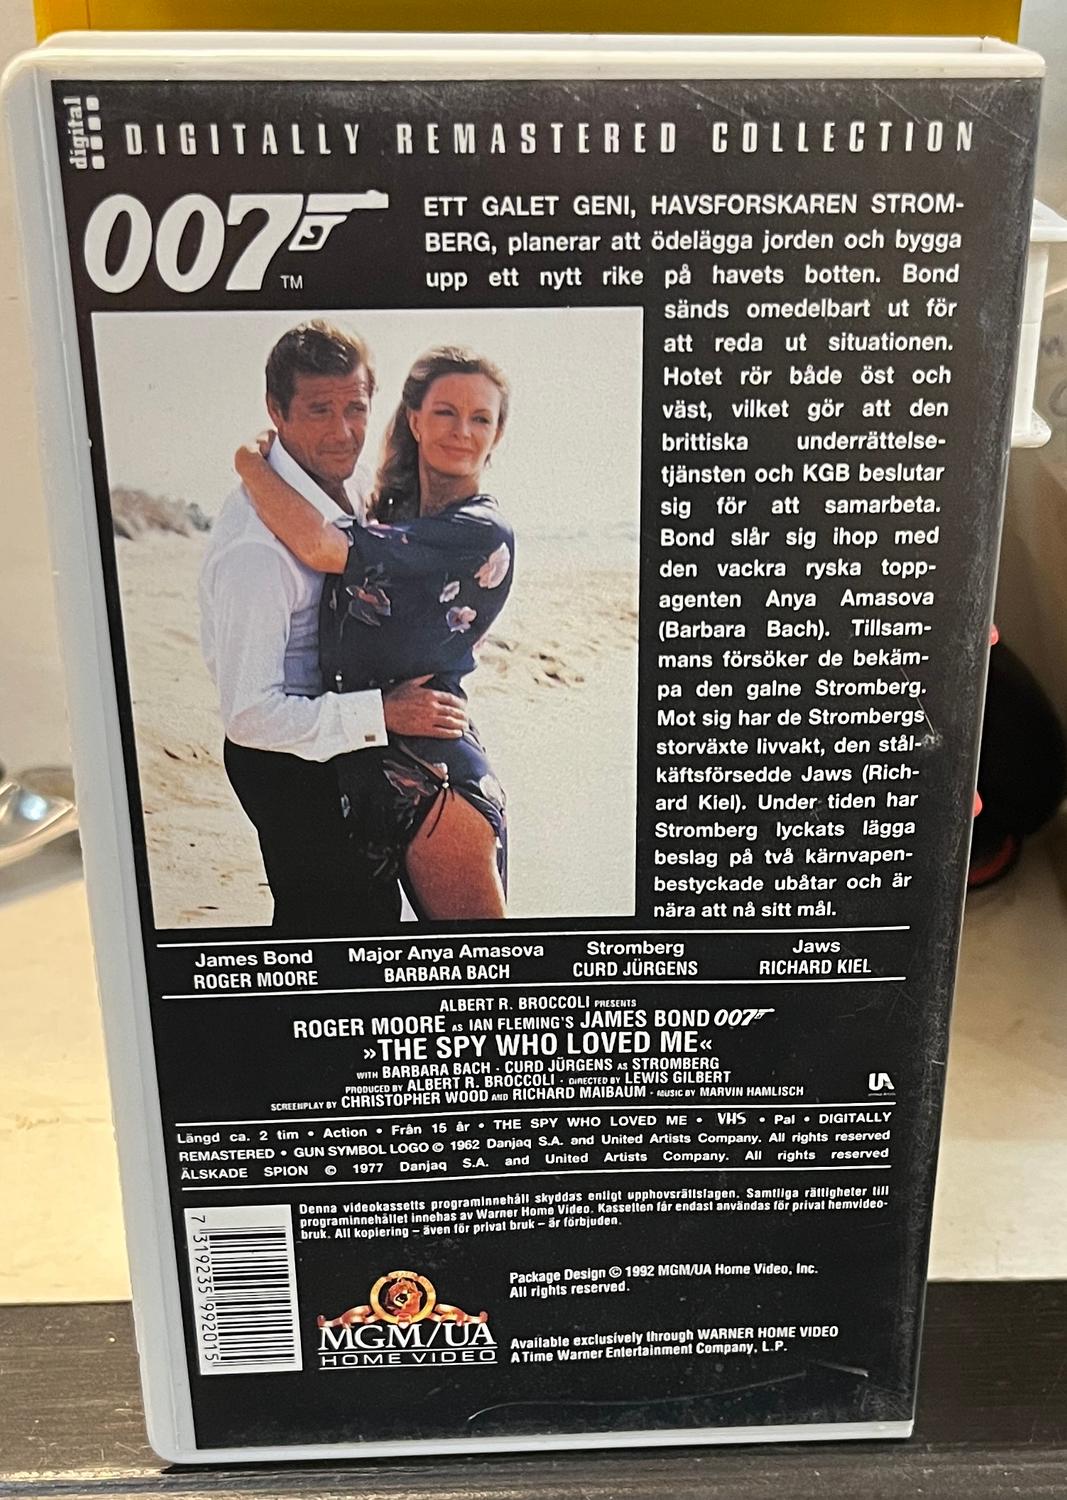 digital
DIGITALLY REMASTERED COLLECTION
007 TM
ETT GALET GENI, HAVSFORSKAREN STROM-
BERG, planerar att ödelägga jorden och bygga
upp ett nytt rike på havets botten. Bond
sänds omedelbart ut för
att reda ut situationen.
Hotet rör både öst och
väst, vilket gör att den
brittiska underrättelse-
tjänsten och KGB beslutar
sig för att samarbeta.
Bond slår sig ihop med
den vackra ryska topp-
agenten Anya Amasova
(Barbara Bach). Tillsam-
mans försöker de bekäm-
pa den galne Stromberg.
Mot sig har de Strombergs
storväxte livvakt, den stål-
käftsförsedde Jaws (Rich-
ard Kiel). Under tiden har
Stromberg lyckats lägga
beslag på två kärnvapen-
bestyckade ubåtar och är
nära att nå sitt mål.
James Bond Major Anya Amasova Stromberg Jaws
ROGER MOORE BARBARA BACH CURD JÜRGENS RICHARD KIEL
ALBERT R. BROCCOLI PRESENTS
ROGER MOORE AS IAN FLEMING'S JAMES BOND 007
»THE SPY WHO LOVED ME«
WITH BARBARA BACH · CURD JÜRGENS AS STROMBERG
PRODUCED BY ALBERT R. BROCCOLI · DIRECTED BY LEWIS GILBERT
SCREENPLAY BY CHRISTOPHER WOOD AND RICHARD MAIBAUM · MUSIC BY MARVIN HAMLISCH
UA
Längd ca. 2 tim • Action • Från 15 år • THE SPY WHO LOVED ME • VHS • Pal • DIGITALLY
REMASTERED • GUN SYMBOL LOGO © 1962 Danjaq S.A. and United Artists Company. All rights reserved
ÄLSKADE SPION © 1977 Danjaq S.A. and United Artists Company. All rights reserved
Denna videokassetts programinnehåll skyddas enligt upphovsrättslagen. Samtliga rättigheter till
programinnehållet innehas av Warner Home Video. Kassetten får endast användas för privat hemvideo-
bruk. All kopiering – även för privat bruk – är förbjuden.
7 319235 992015
MGM/UA
HOME VIDEO
Package Design © 1992 MGM/UA Home Video, Inc.
All rights reserved.
Available exclusively through WARNER HOME VIDEO
A Time Warner Entertainment Company, L.P.